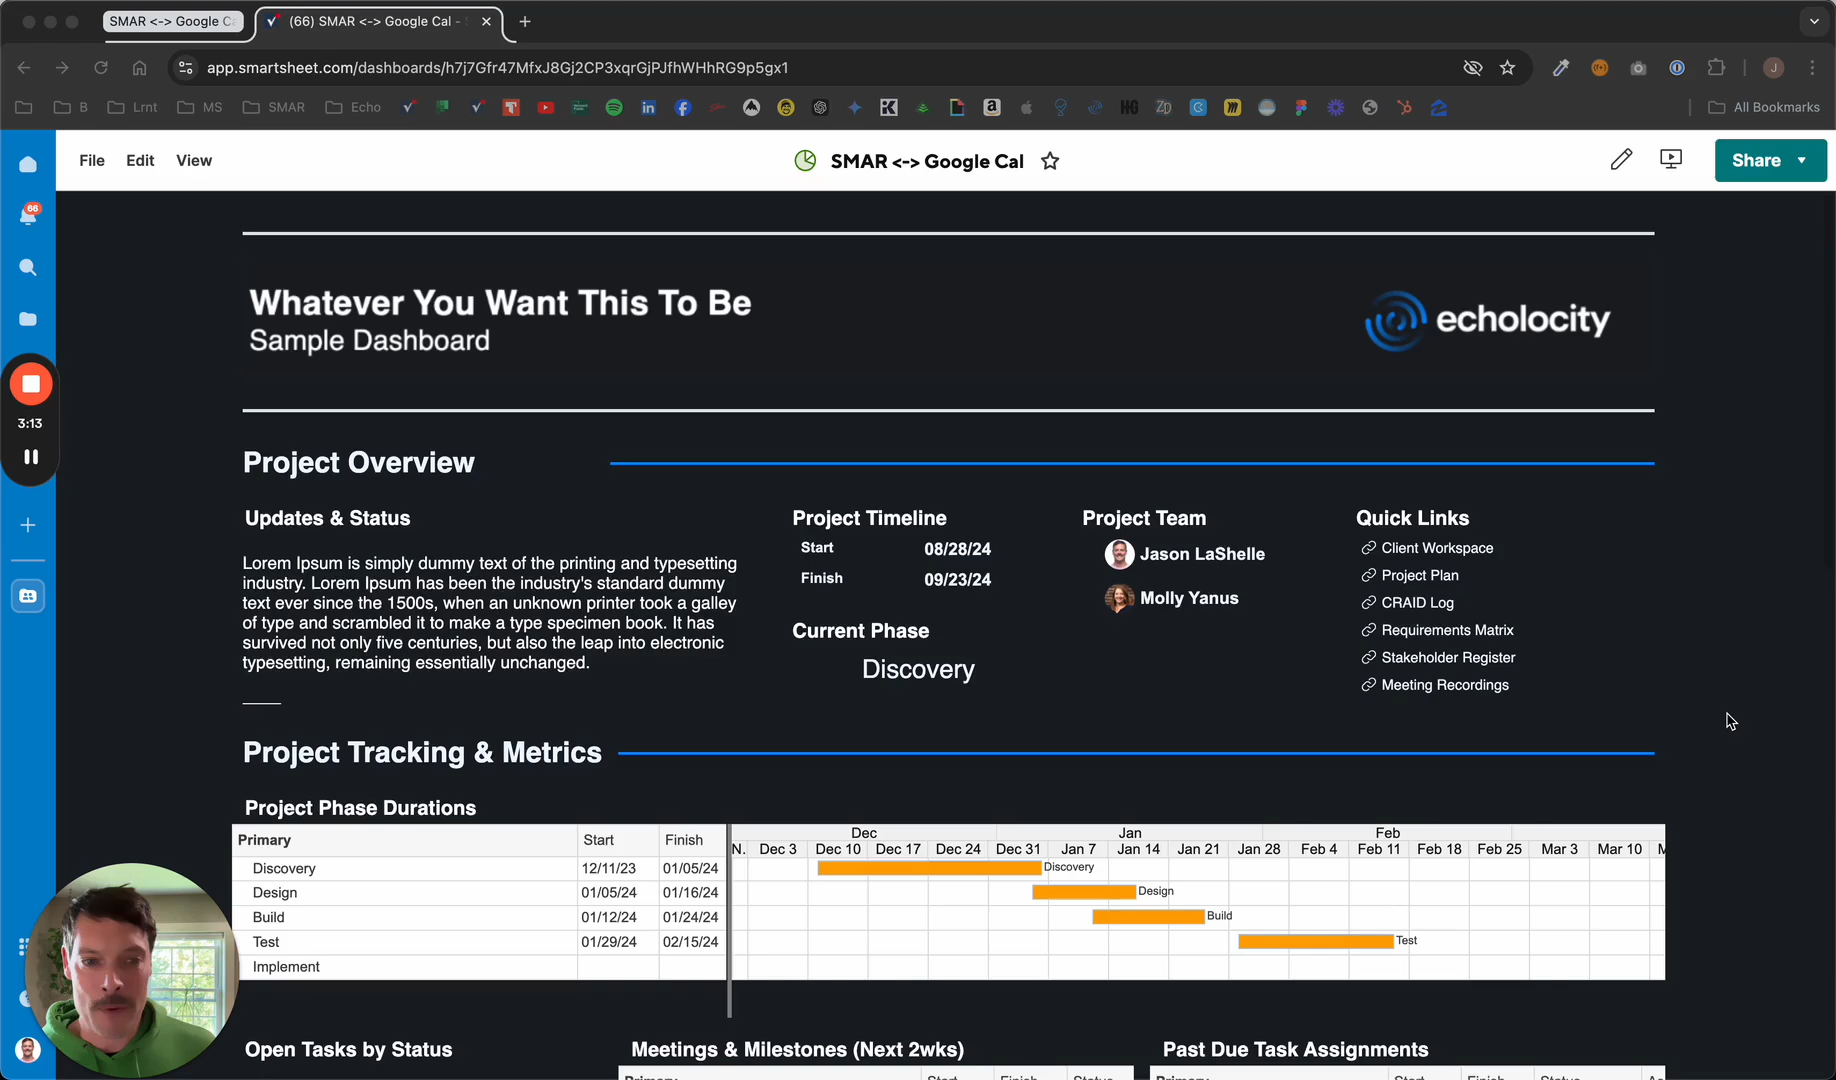 SMAR <-> Google C
(66) SMAR <-> Google Cal -
app.smartsheet.com/dashboards/h7j7Gfr47MfxJ8Gj2CP3xqrGjPJfhWHhRG9p5gx1
J
B
Lrnt
MS
SMAR
Echo
All Bookmarks
File
Edit
View
SMAR <-> Google Cal
Share
66
Whatever You Want This To Be
Sample Dashboard
echolocity
3:13
Project Overview
Updates & Status
Lorem Ipsum is simply dummy text of the printing and typesetting
industry. Lorem Ipsum has been the industry's standard dummy
text ever since the 1500s, when an unknown printer took a galley
of type and scrambled it to make a type specimen book. It has
survived not only five centuries, but also the leap into electronic
typesetting, remaining essentially unchanged.
Project Timeline
Start 08/28/24
Finish 09/23/24
Current Phase
Discovery
Project Team
Jason LaShelle
Molly Yanus
Quick Links
Client Workspace
Project Plan
CRAID Log
Requirements Matrix
Stakeholder Register
Meeting Recordings
Project Tracking & Metrics
Project Phase Durations
Primary Start Finish
Discovery 12/11/23 01/05/24
Design 01/05/24 01/16/24
Build 01/12/24 01/24/24
Test 01/29/24 02/15/24
Implement
Dec Jan Feb
N. Dec 3 Dec 10 Dec 17 Dec 24 Dec 31 Jan 7 Jan 14 Jan 21 Jan 28 Feb 4 Feb 11 Feb 18 Feb 25 Mar 3 Mar 10 M
Discovery
Design
Build
Test
Open Tasks by Status
Meetings & Milestones (Next 2wks)
Primary Start Finish Status
Past Due Task Assignments
Primary Start Finish Status